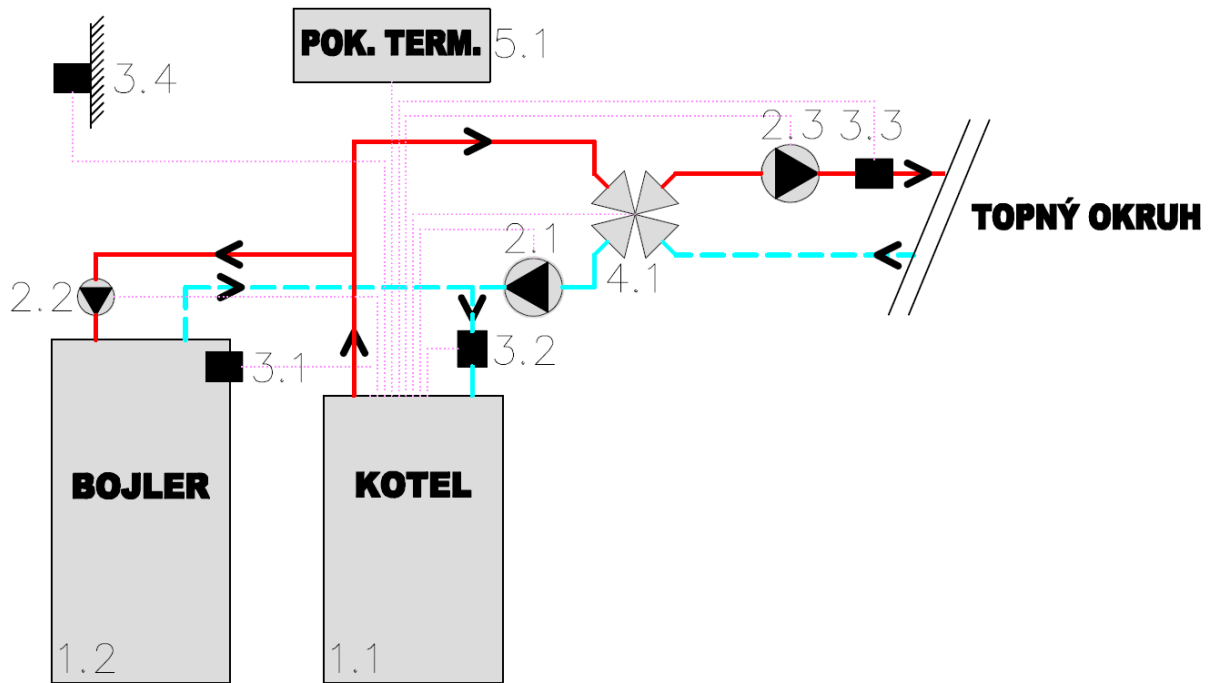 POK. TERM. 5.1
3.4
2.3 3.3
TOPNÝ OKRUH
2.1
4.1
2.2
3.1
3.2
BOJLER
KOTEL
1.2
1.1